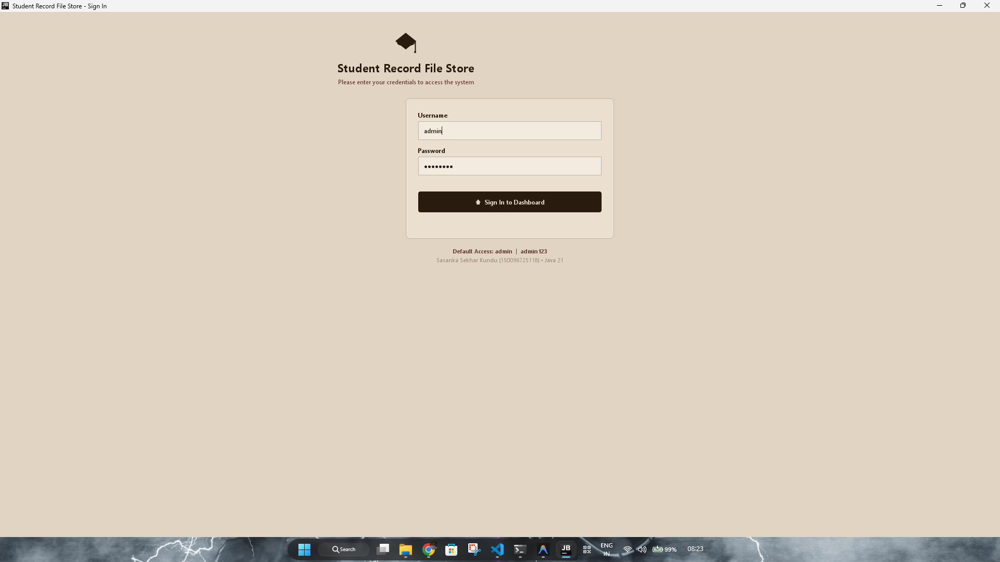 Student Record File Store - Sign In
Student Record File Store
Please enter your credentials to access the system
Username
admin
Password
••••••••
Sign In to Dashboard
Default Access: admin | admin123
Sasanka Sekhar Kundu (150096725118) • Java 21
Search
JB
ENG
IN
99%
08:23